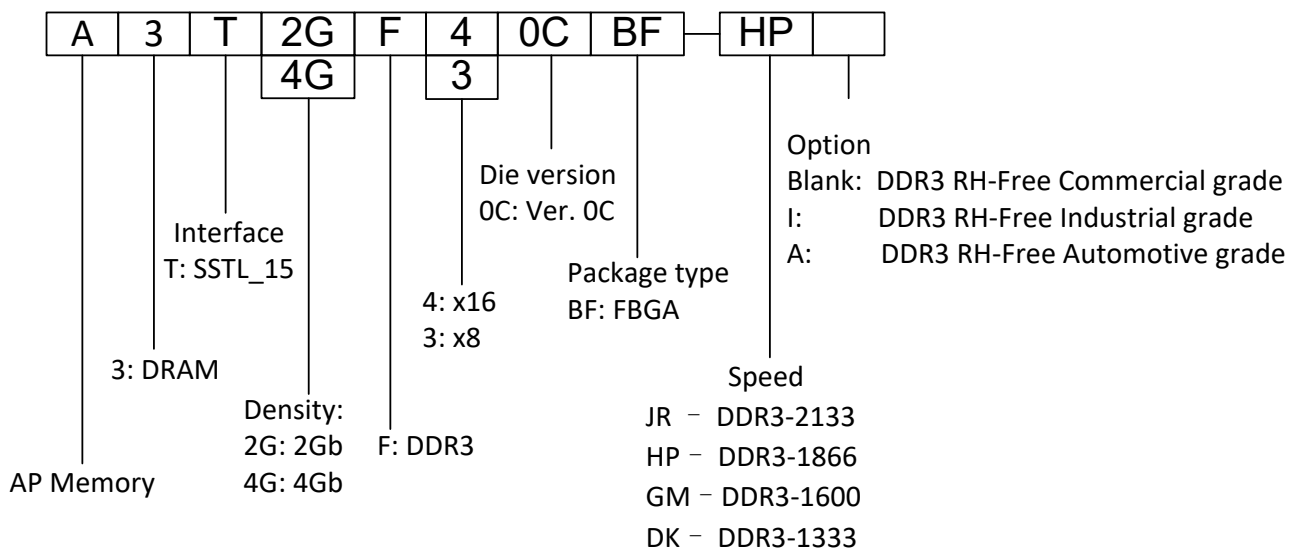 A 3 T 2G F 4 0C BF HP
4G 3
Option
Blank: DDR3 RH-Free Commercial grade
I: DDR3 RH-Free Industrial grade
A: DDR3 RH-Free Automotive grade
Die version
0C: Ver. 0C
Interface
T: SSTL_15
Package type
BF: FBGA
4: x16
3: x8
3: DRAM
Speed
JR – DDR3-2133
HP – DDR3-1866
GM – DDR3-1600
DK – DDR3-1333
Density:
2G: 2Gb
4G: 4Gb
F: DDR3
AP Memory